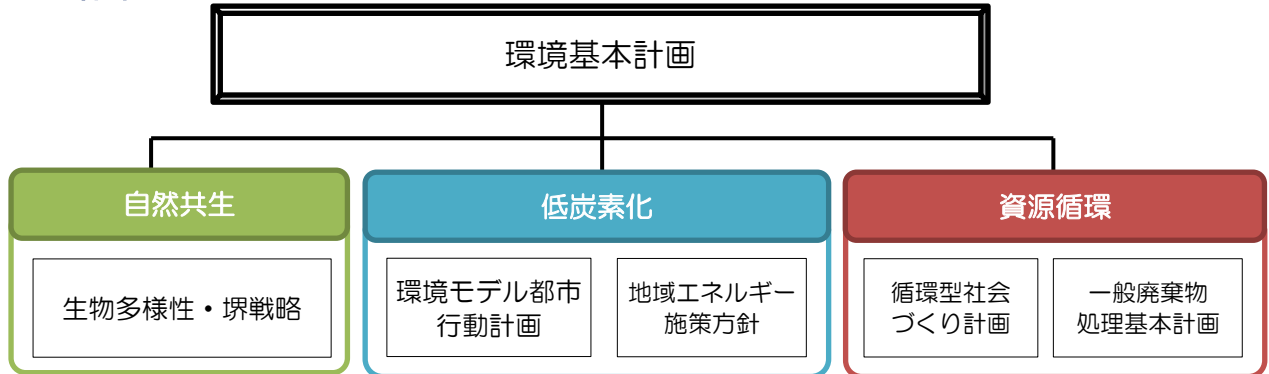 環境基本計画
自然共生
低炭素化
資源循環
生物多様性・堺戦略
環境モデル都市
行動計画
地域エネルギー
施策方針
循環型社会
づくり計画
一般廃棄物
処理基本計画